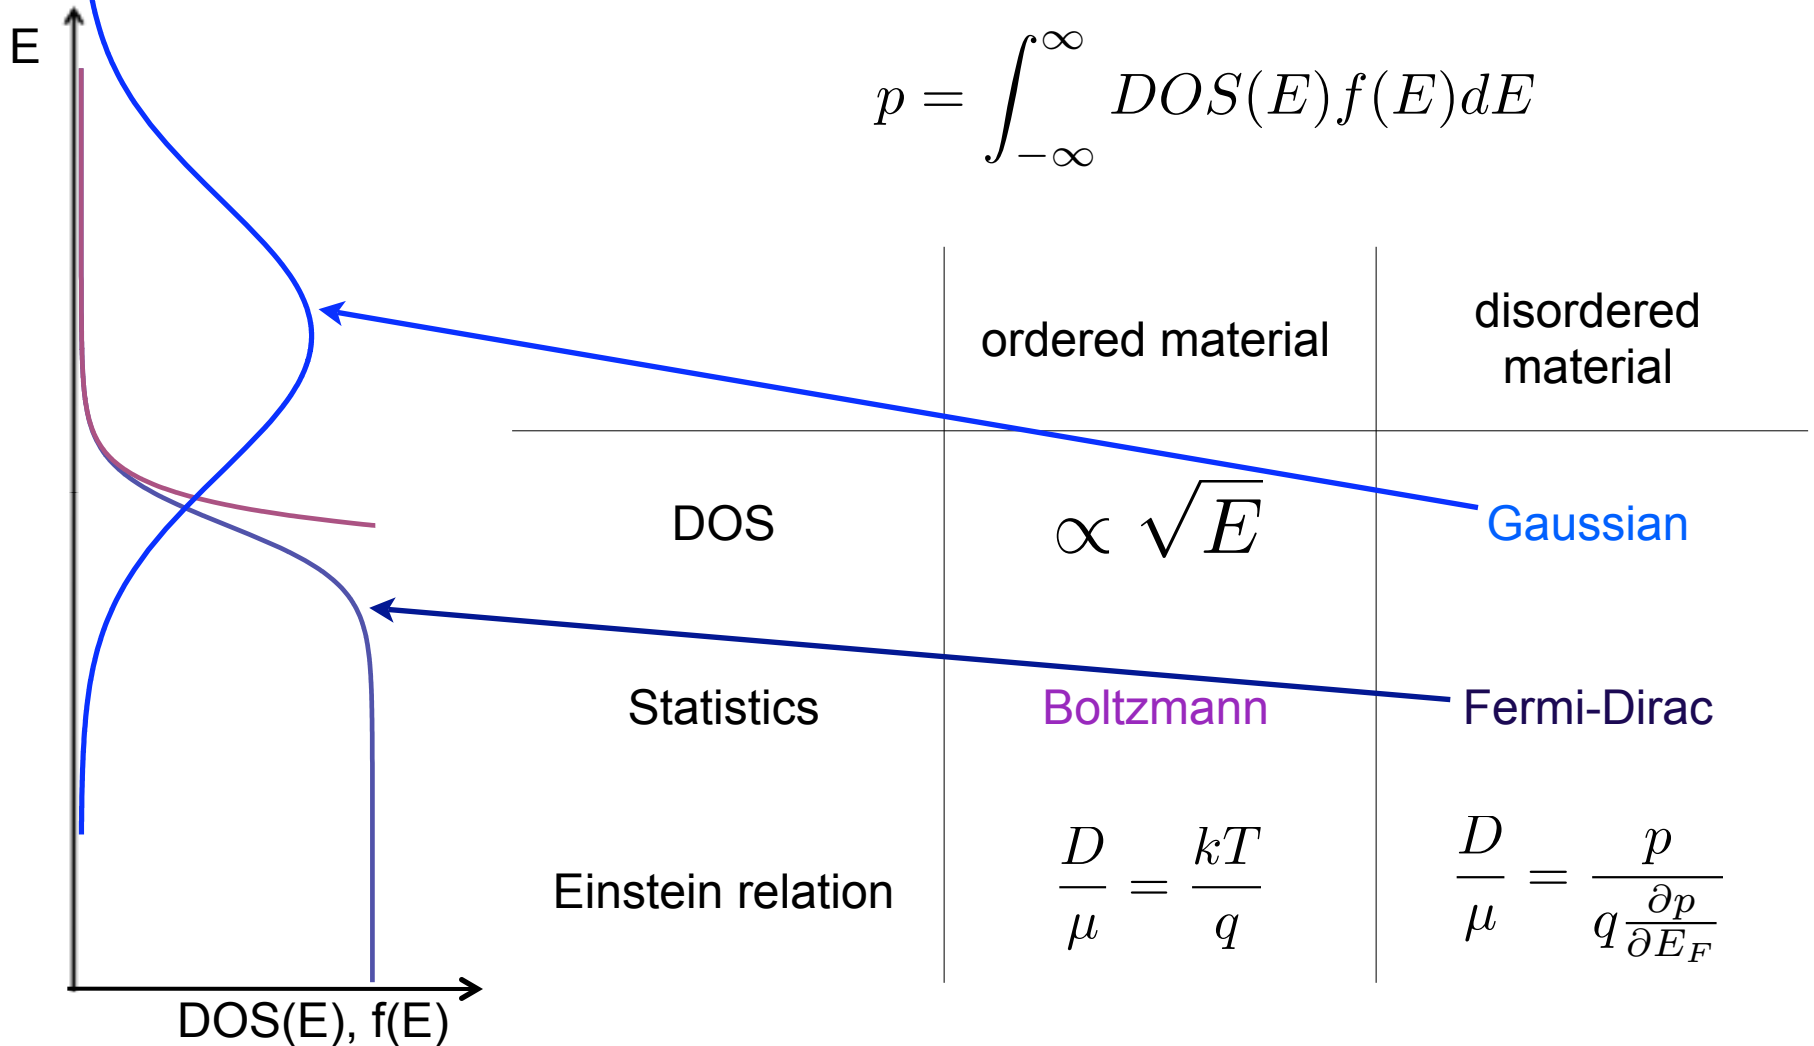 E
p = ∫_{-∞}^{∞} DOS(E)f(E)dE
ordered material
disordered
material
DOS
∝ √E
Gaussian
Statistics
Boltzmann
Fermi-Dirac
Einstein relation
D/μ = kT/q
D/μ = p/(q ∂p/∂E_F)
DOS(E), f(E)